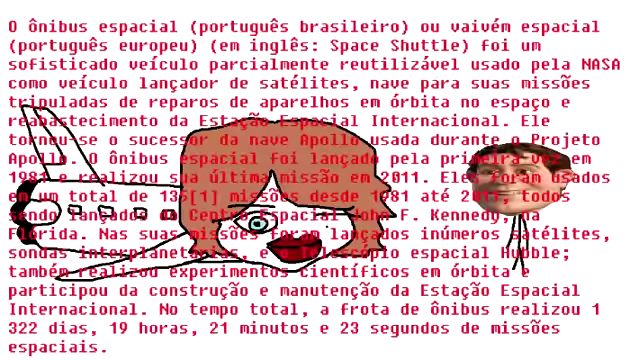 O ônibus espacial (português brasileiro) ou vaivém espacial
(português europeu) (em inglês: Space Shuttle) foi um
sofisticado veículo parcialmente reutilizável usado pela NASA
como veículo lançador de satélites, nave para suas missões
tripuladas de reparos de aparelhos em órbita no espaço e
reabastecimento da Estação Espacial Internacional. Ele
tornou-se o sucessor da nave Apollo usada durante o Projeto
Apollo. O ônibus espacial foi lançado pela primeira vez em
1981 e realizou sua última missão em 2011. Eles foram usados
em um total de 135[1] missões desde 1981 até 2011, todos
sendo lançados do Centro Espacial John F. Kennedy, na
Flórida. Nas suas missões foram lançados inúmeros satélites,
sondas interplanetárias, e o Telescópio espacial Hubble;
também realizou experimentos científicos em órbita e
participou da construção e manutenção da Estação Espacial
Internacional. No tempo total, a frota de ônibus realizou 1
322 dias, 19 horas, 21 minutos e 23 segundos de missões
espaciais.